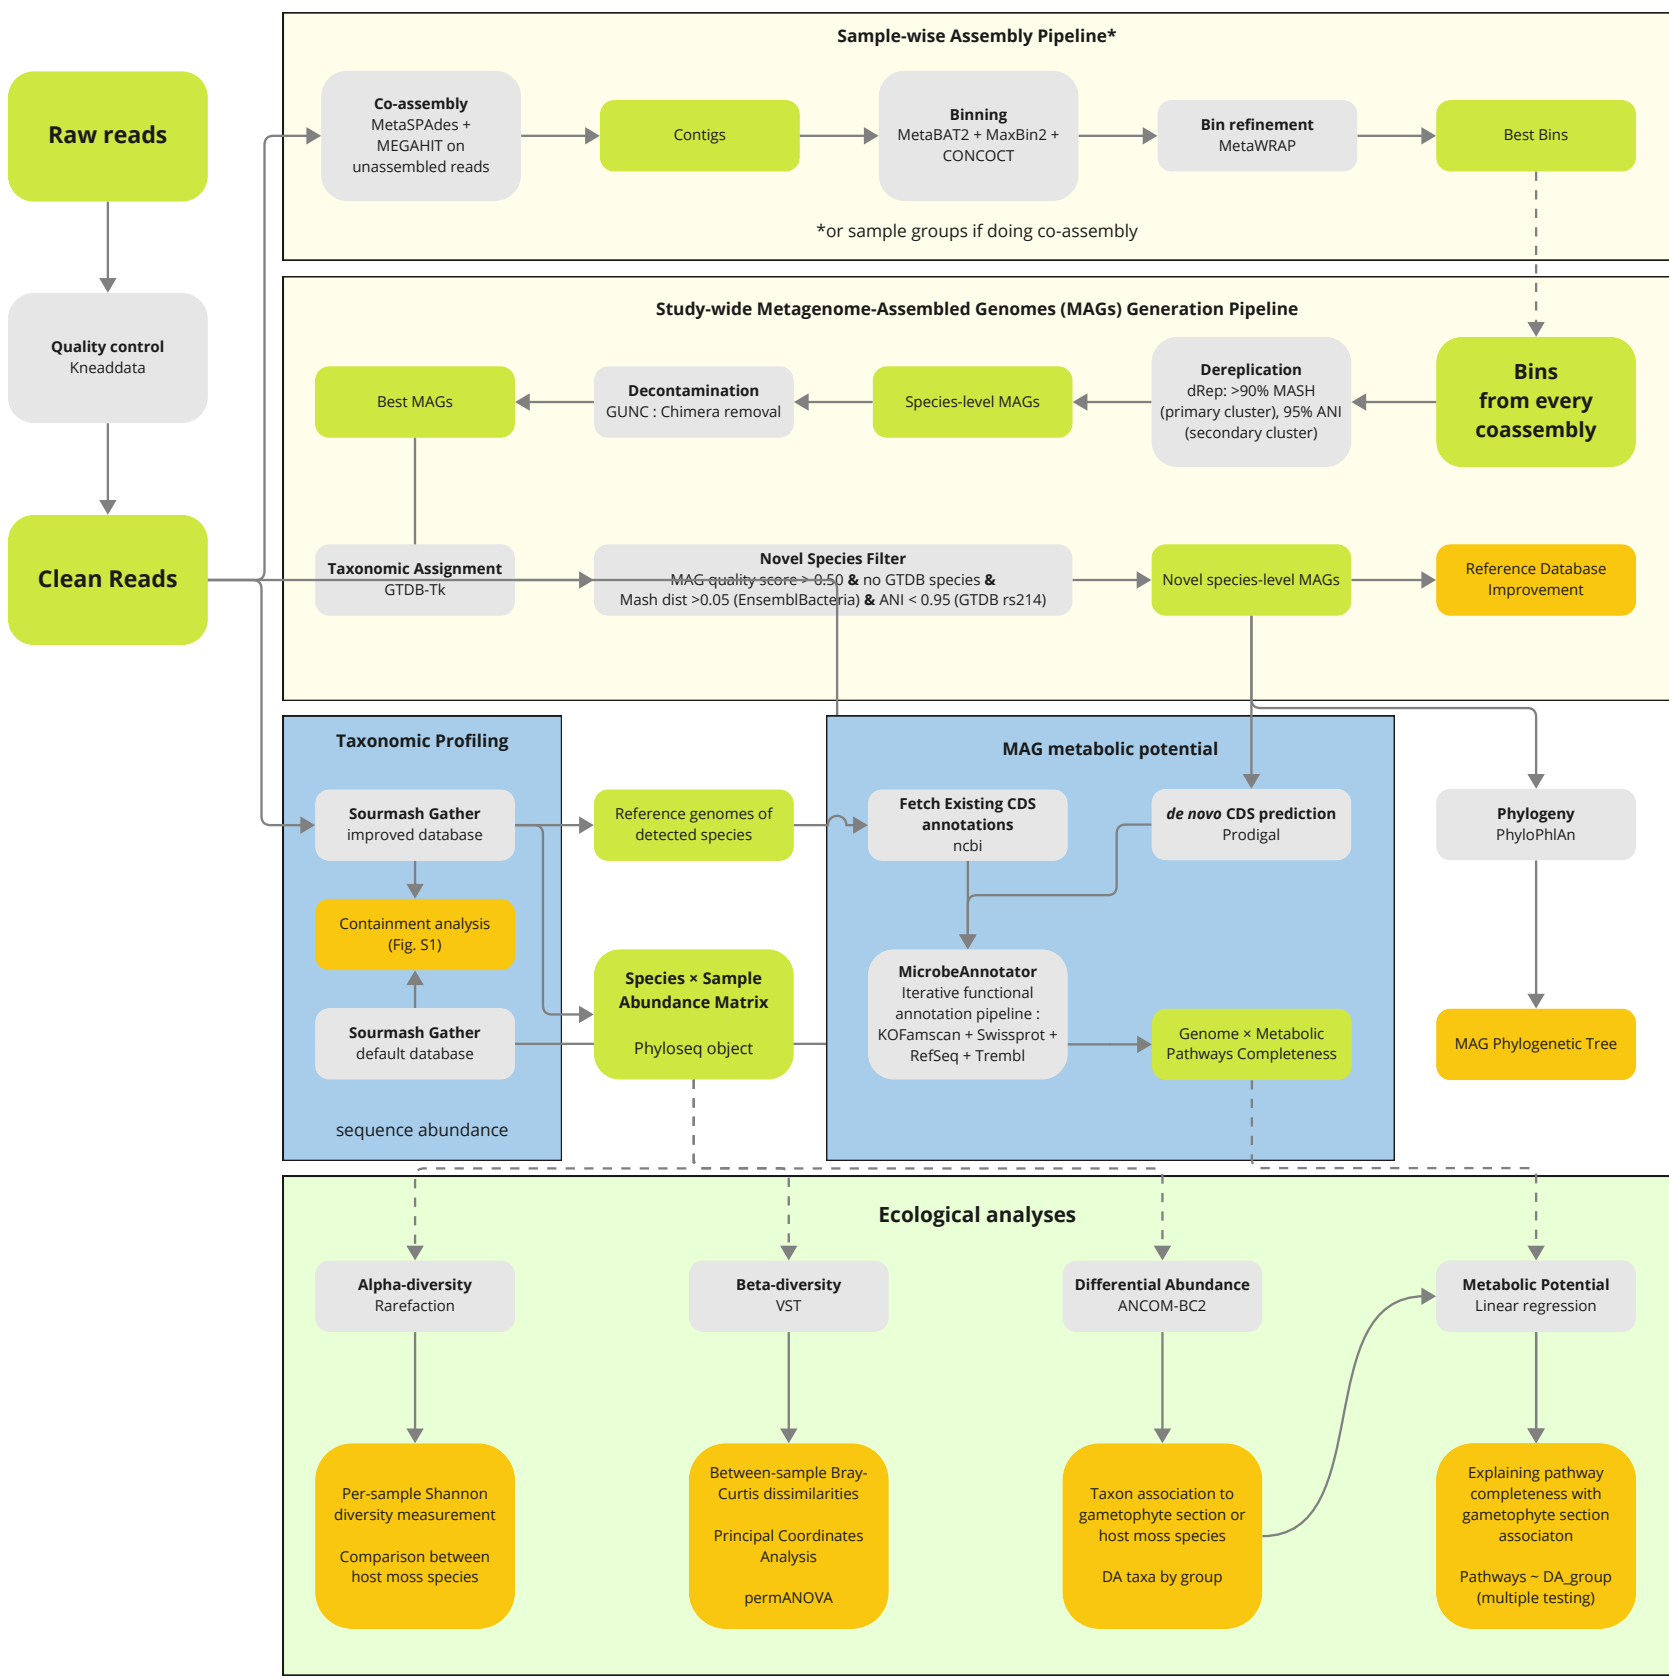 Sample-wise Assembly Pipeline*
Raw reads
Co-assembly
MetaSPAdes +
MEGAHIT on
unassembled reads
Contigs
Binning
MetaBAT2 + MaxBin2 +
CONCOCT
Bin refinement
MetaWRAP
Best Bins
*or sample groups if doing co-assembly
Quality control
Kneaddata
Study-wide Metagenome-Assembled Genomes (MAGs) Generation Pipeline
Best MAGs
Decontamination
GUNC : Chimera removal
Species-level MAGs
Dereplication
dRep: >90% MASH
(primary cluster), 95% ANI
(secondary cluster)
Bins
from every
coassembly
Clean Reads
Taxonomic Assignment
GTDB-Tk
Novel Species Filter
MAG quality score > 0.50 & no GTDB species &
Mash dist >0.05 (EnsemblBacteria) & ANI < 0.95 (GTDB rs214)
Novel species-level MAGs
Reference Database
Improvement
Taxonomic Profiling
Sourmash Gather
improved database
Containment analysis
(Fig. S1)
Sourmash Gather
default database
sequence abundance
Reference genomes of
detected species
Species × Sample
Abundance Matrix
Phyloseq object
MAG metabolic potential
Fetch Existing CDS
annotations
ncbi
de novo CDS prediction
Prodigal
MicrobeAnnotator
Iterative functional
annotation pipeline :
KOFamscan + Swissprot +
RefSeq + Trembl
Genome × Metabolic
Pathways Completeness
Phylogeny
PhyloPhlAn
MAG Phylogenetic Tree
Ecological analyses
Alpha-diversity
Rarefaction
Beta-diversity
VST
Differential Abundance
ANCOM-BC2
Metabolic Potential
Linear regression
Per-sample Shannon
diversity measurement
Comparison between
host moss species
Between-sample Bray-
Curtis dissimilarities
Principal Coordinates
Analysis
permANOVA
Taxon association to
gametophyte section or
host moss species
DA taxa by group
Explaining pathway
completeness with
gametophyte section
associaton
Pathways ~ DA_group
(multiple testing)